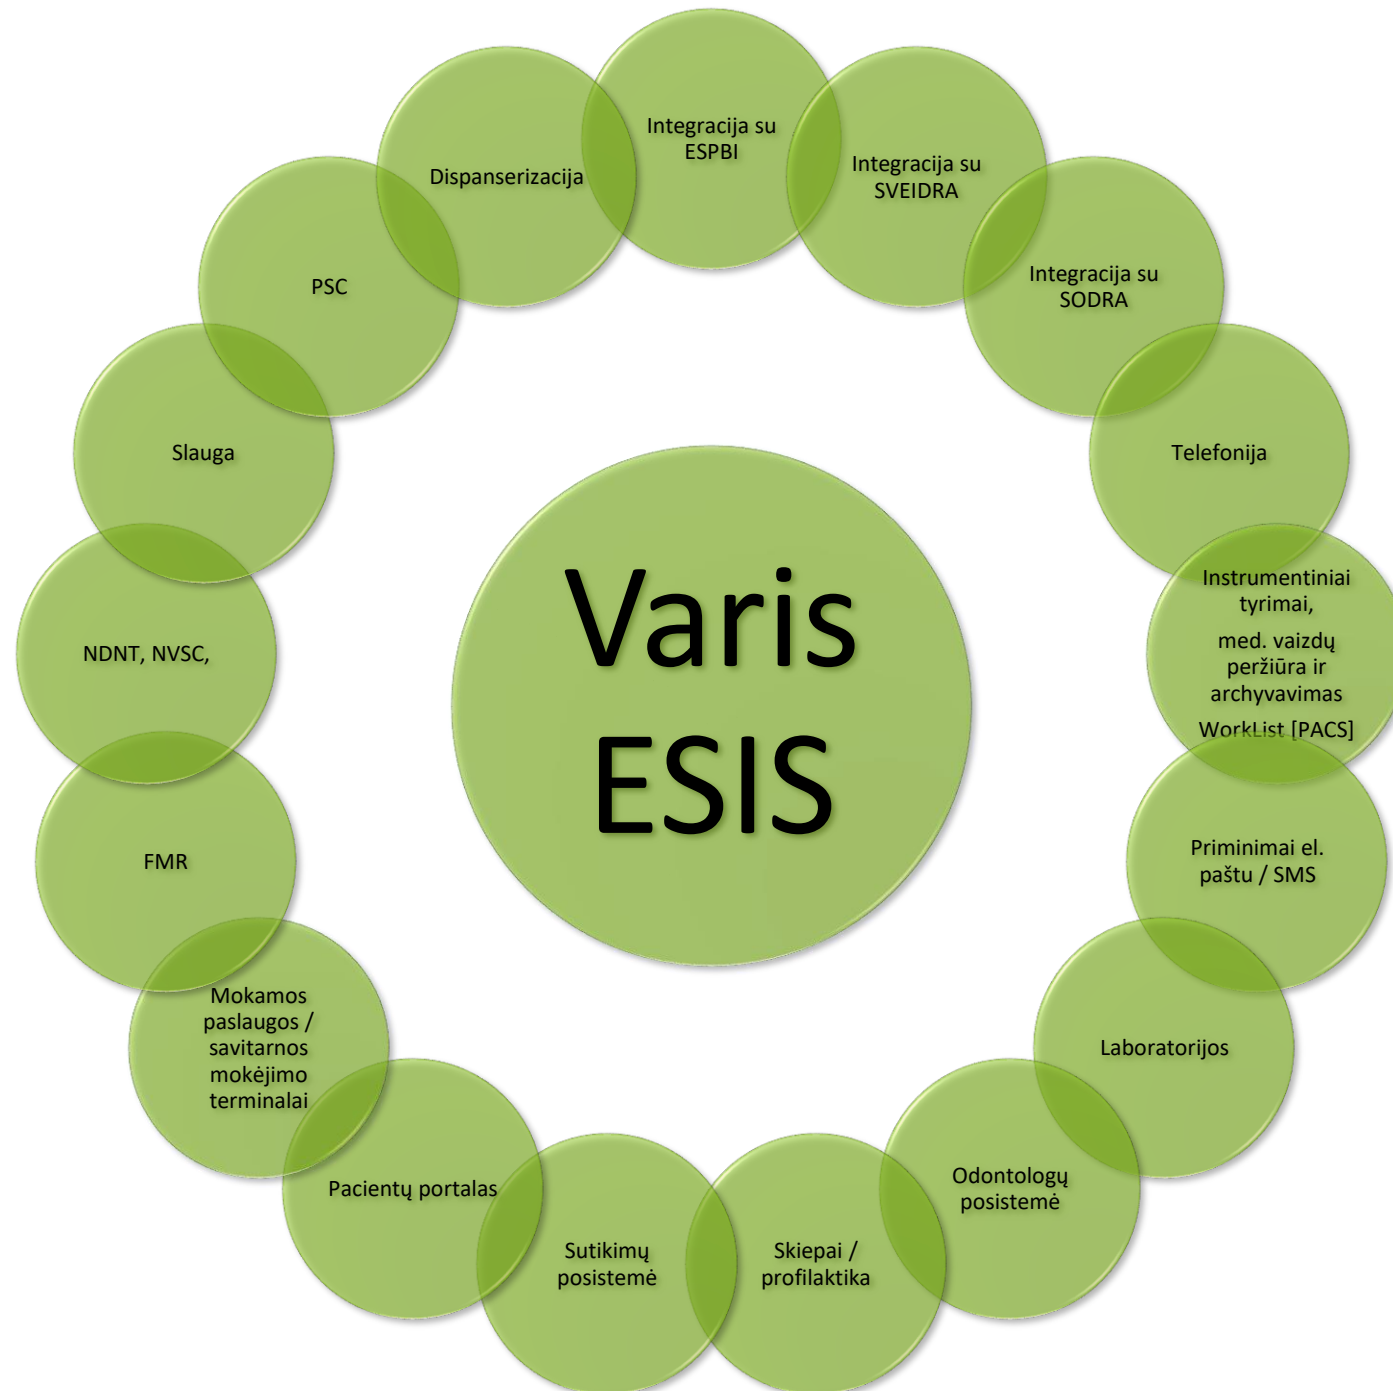 Integracija su
ESPBI
Integracija su
SVEIDRA
Integracija su
SODRA
Telefonija
Instrumentiniai
tyrimai,
med. vaizdų
peržiūra ir
archyvavimas
WorkList [PACS]
Priminimai el.
paštu / SMS
Laboratorijos
Odontologų
posistemė
Skiepai /
profilaktika
Sutikimų
posistemė
Pacientų portalas
Mokamos
paslaugos /
savitarnos
mokėjimo
terminalai
FMR
NDNT, NVSC,
Slauga
PSC
Dispanserizacija
Varis
ESIS